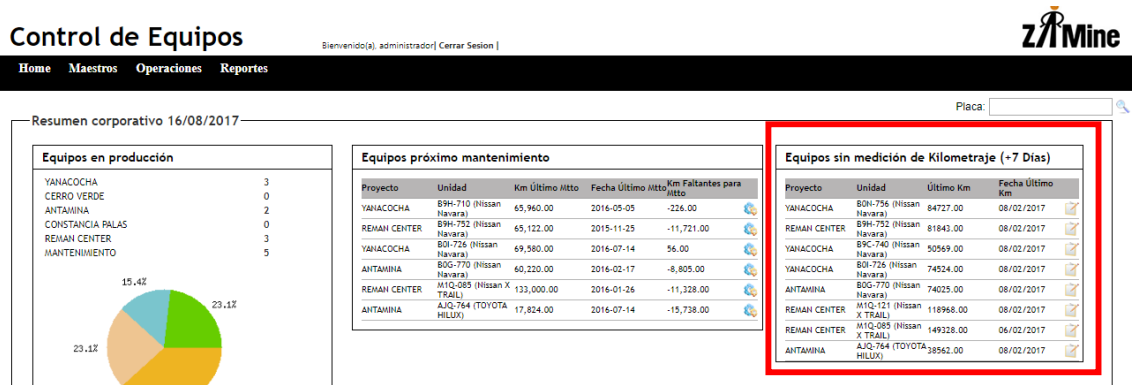 Control de Equipos
Bienvenido(a), administrador| Cerrar Sesion |
ZAMine
Home Maestros Operaciones Reportes
Placa:
Resumen corporativo 16/08/2017
Equipos en producción
YANACOCHA 3
CERRO VERDE 0
ANTAMINA 2
CONSTANCIA PALAS 0
REMAN CENTER 3
MANTENIMIENTO 5
15.4%
23.1%
23.1%
Equipos próximo mantenimiento
Proyecto Unidad Km Último Mtto Fecha Último Mtto Km Faltantes para
Mtto
YANACOCHA B9H-710 (Nissan
Navara) 65,960.00 2016-05-05 -226.00
REMAN CENTER B9H-752 (Nissan
Navara) 65,122.00 2015-11-25 -11,721.00
YANACOCHA B0I-726 (Nissan
Navara) 69,580.00 2016-07-14 56.00
ANTAMINA B0G-770 (Nissan
Navara) 60,220.00 2016-02-17 -8,805.00
REMAN CENTER M1Q-085 (Nissan X
TRAIL) 133,000.00 2016-01-26 -11,328.00
ANTAMINA AJQ-764 (TOYOTA
HILUX) 17,824.00 2016-07-14 -15,738.00
Equipos sin medición de Kilometraje (+7 Días)
Proyecto Unidad Último Km Fecha Último
Km
YANACOCHA B0N-756 (Nissan
Navara) 84727.00 08/02/2017
REMAN CENTER B9H-752 (Nissan
Navara) 81843.00 08/02/2017
YANACOCHA B9C-740 (Nissan
Navara) 50569.00 08/02/2017
YANACOCHA B0I-726 (Nissan
Navara) 74524.00 08/02/2017
ANTAMINA B0G-770 (Nissan
Navara) 74025.00 08/02/2017
REMAN CENTER M1Q-121 (Nissan
X TRAIL) 118968.00 08/02/2017
REMAN CENTER M1Q-085 (Nissan
X TRAIL) 149328.00 06/02/2017
ANTAMINA AJQ-764 (TOYOTA
HILUX) 38562.00 08/02/2017